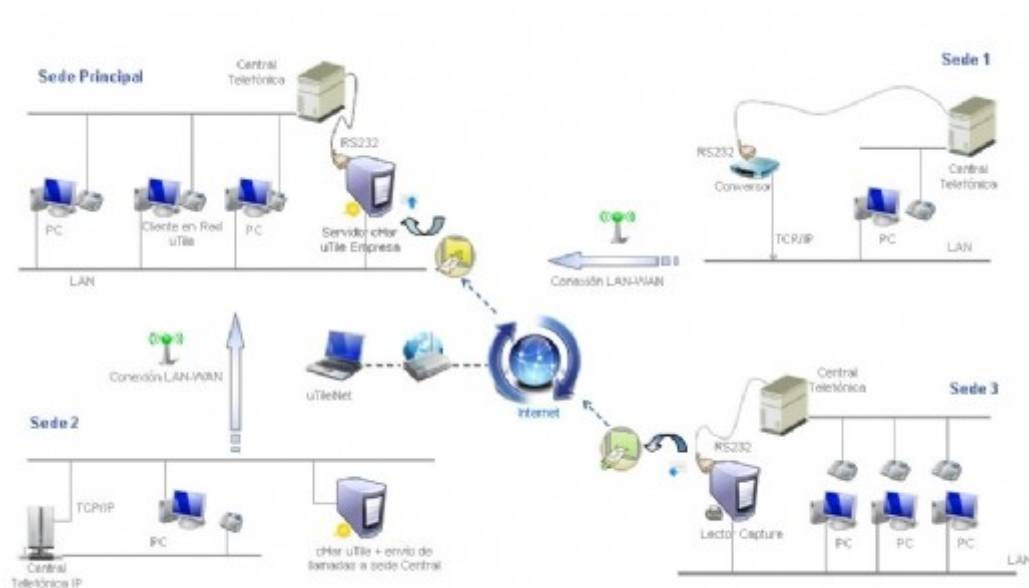 Sede Principal
Central
Telefónica
RS232
PC
Cliente en Red
uTile
PC
Servidor cMar
uTile Empresa
LAN
Sede 1
RS232
Conversor
Central
Telefónica
TCP/IP
PC
LAN
Conexión LAN-WAN
Conexión LAN-WAN
uTileNet
Internet
Sede 2
TCP/IP
PC
Central
Telefónica IP
cMar uTile + envío de
llamadas a sede Central
Sede 3
Central
Telefónica
RS232
Lector Capture
PC
PC
PC
LAN